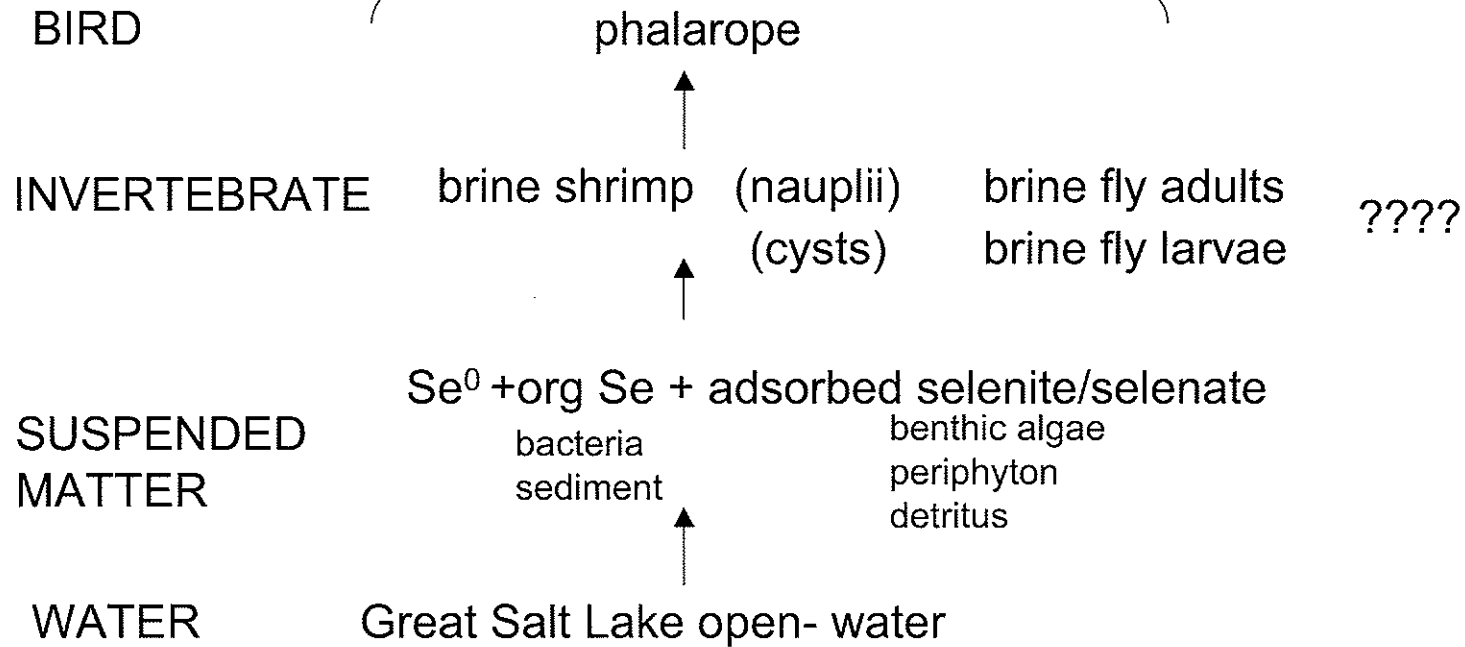 BIRD phalarope
INVERTEBRATE brine shrimp (nauplii) brine fly adults ????
(cysts) brine fly larvae
Se⁰ +org Se + adsorbed selenite/selenate
SUSPENDED MATTER
bacteria
sediment
benthic algae
periphyton
detritus
WATER Great Salt Lake open- water